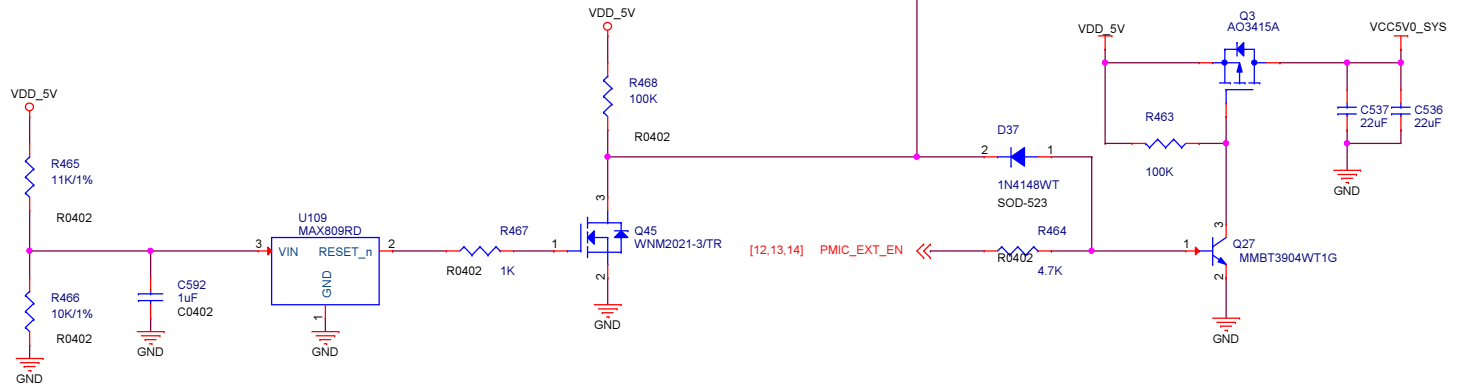 VDD_5V
R465
11K/1%
R0402
R466
10K/1%
R0402
GND
C592
1uF
C0402
GND
U109
MAX809RD
3
VIN
RESET_n
2
GND
1
GND
R467
R0402
1K
VDD_5V
R468
100K
R0402
3
1
Q45
WNM2021-3/TR
2
GND
D37
2
1
1N4148WT
SOD-523
[12,13,14] PMIC_EXT_EN
R464
R0402
4.7K
VDD_5V
Q3
AO3415A
VCC5V0_SYS
R463
100K
C537
22uF
C536
22uF
GND
3
1
Q27
MMBT3904WT1G
2
GND